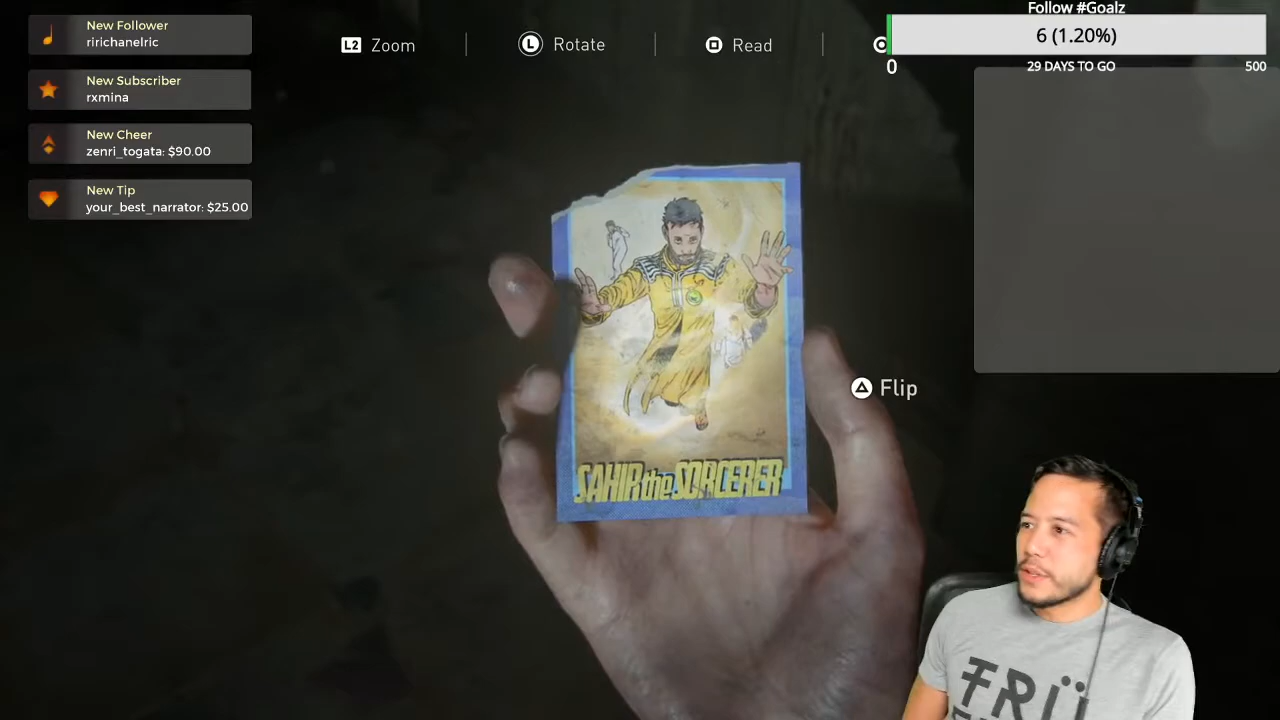 New Follower
ririchanelric
New Subscriber
rxmina
New Cheer
zenri_togata: $90.00
New Tip
your_best_narrator: $25.00
L2 Zoom
L Rotate
Read
Follow #Goalz
6 (1.20%)
0 29 DAYS TO GO 500
Flip
SAHIR the SORCERER
FRÜ